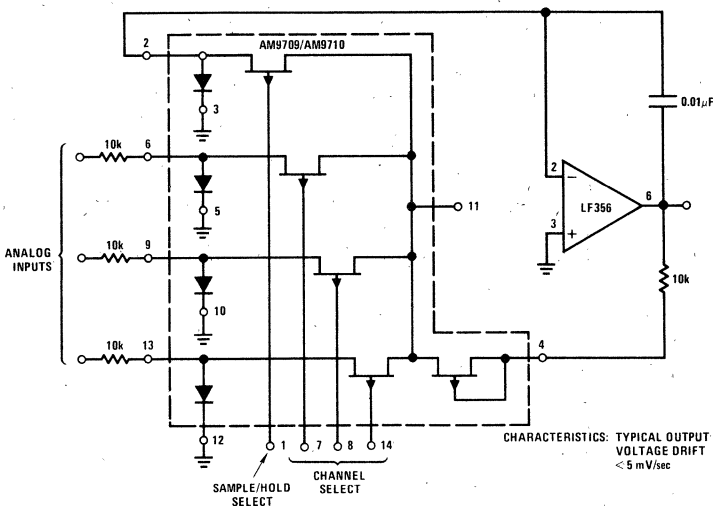 AM9709/AM9710
2
3
0.01µF
10k
6
5
2
3
LF356
6
11
ANALOG
INPUTS
10k
9
10
10k
10k
13
4
12
1
7
8
14
SAMPLE/HOLD
SELECT
CHANNEL
SELECT
CHARACTERISTICS: TYPICAL OUTPUT
VOLTAGE DRIFT
< 5 mV/sec